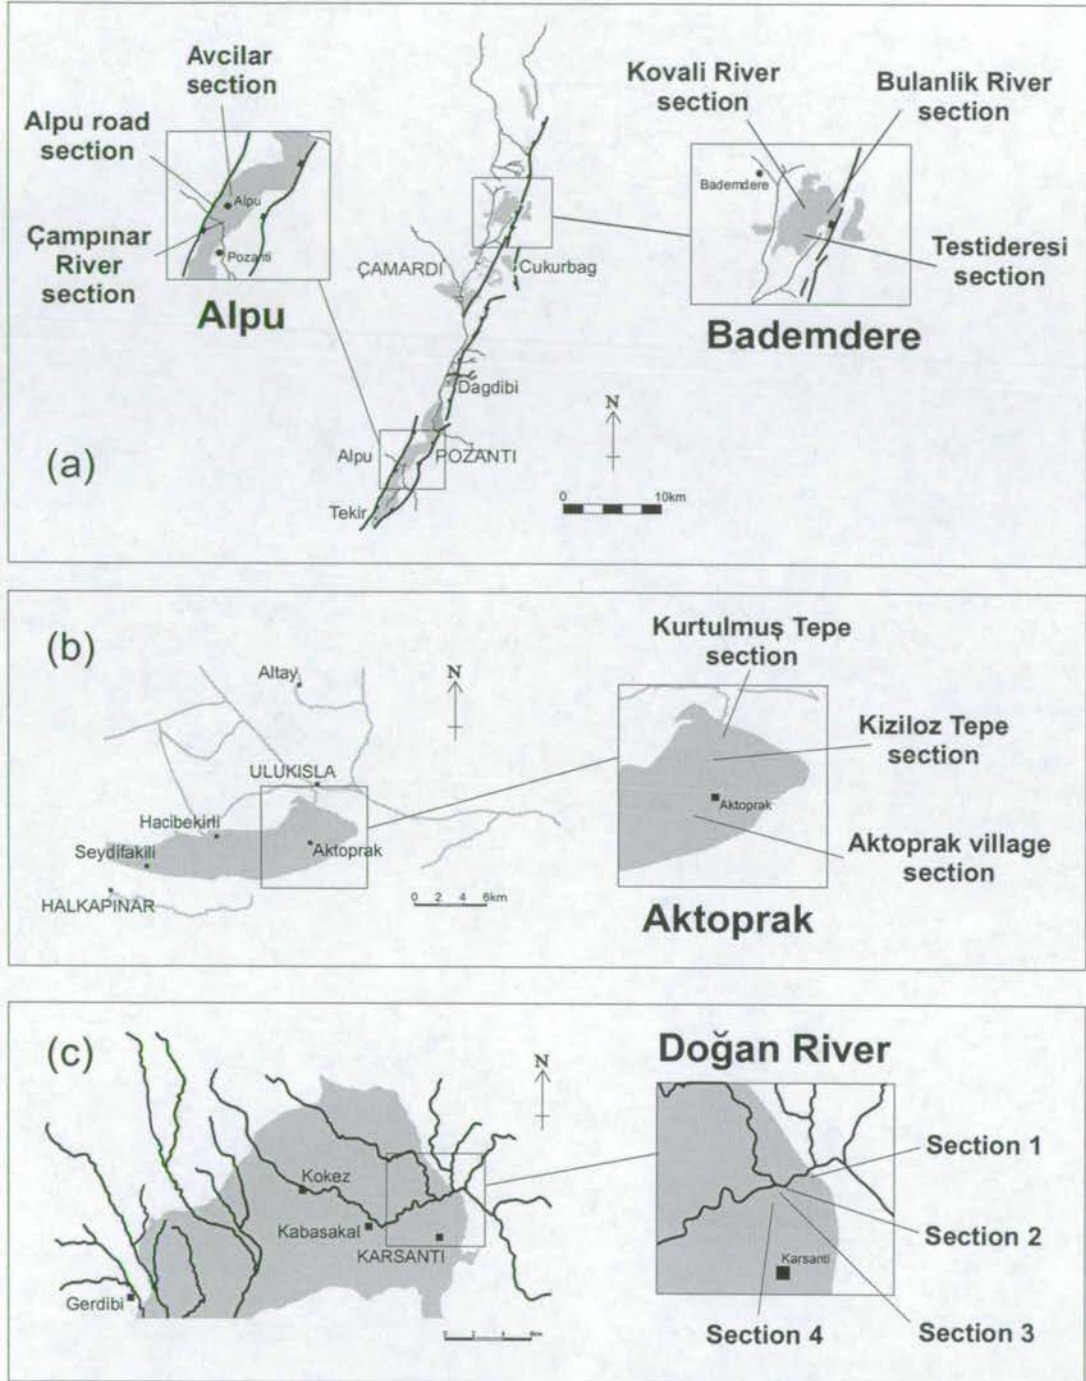 Avcilar
section
Alpu road
section
Çampınar
River
section
Alpu
Pozanti
Alpu
Kovali River
section
Bulanlik River
section
Bademdere
Testideresi
section
Bademdere
ÇAMARDI
Cukurbag
Dagdibi
Alpu
POZANTI
Tekir
N
0 10km
(a)
(b)
Altay
N
ULUKISLA
Hacibekirli
Seydifakili
Aktoprak
HALKAPINAR
0 2 4 6km
Kurtulmuş Tepe
section
Kiziloz Tepe
section
Aktoprak
Aktoprak village
section
Aktoprak
(c)
N
Kokez
Kabasakal
KARSANTI
Gerdibi
Doğan River
Section 1
Section 2
Karsanti
Section 3
Section 4